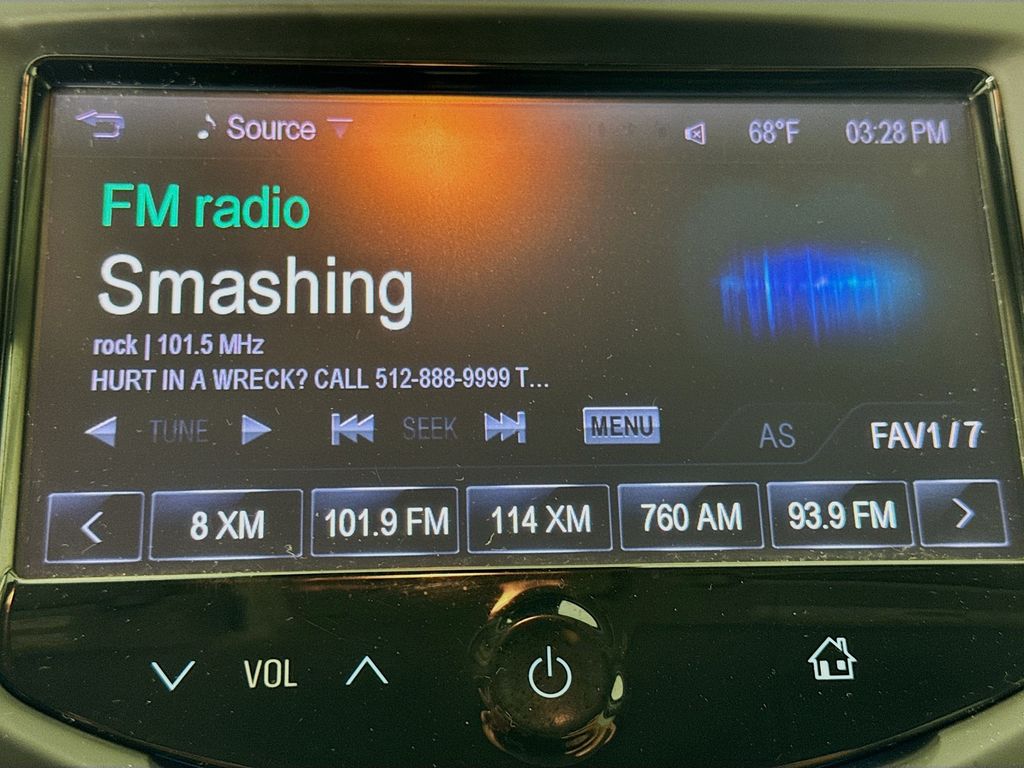 Source 68°F 03:28 PM
FM radio
Smashing
rock | 101.5 MHz
HURT IN A WRECK? CALL 512-888-9999 T...
TUNE SEEK MENU AS FAV1/7
8 XM 101.9 FM 114 XM 760 AM 93.9 FM
VOL